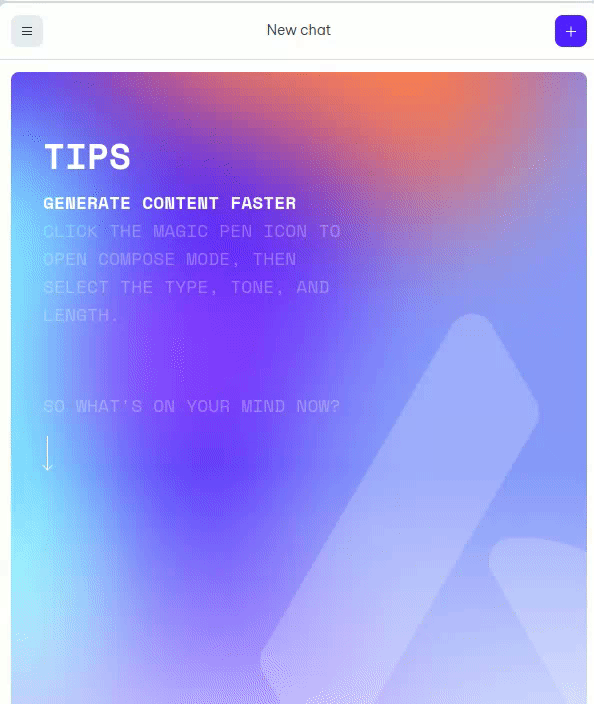 New chat
TIPS
GENERATE CONTENT FASTER
CLICK THE MAGIC PEN ICON TO
OPEN COMPOSE MODE, THEN
SELECT THE TYPE, TONE, AND
LENGTH.
SO WHAT'S ON YOUR MIND NOW?